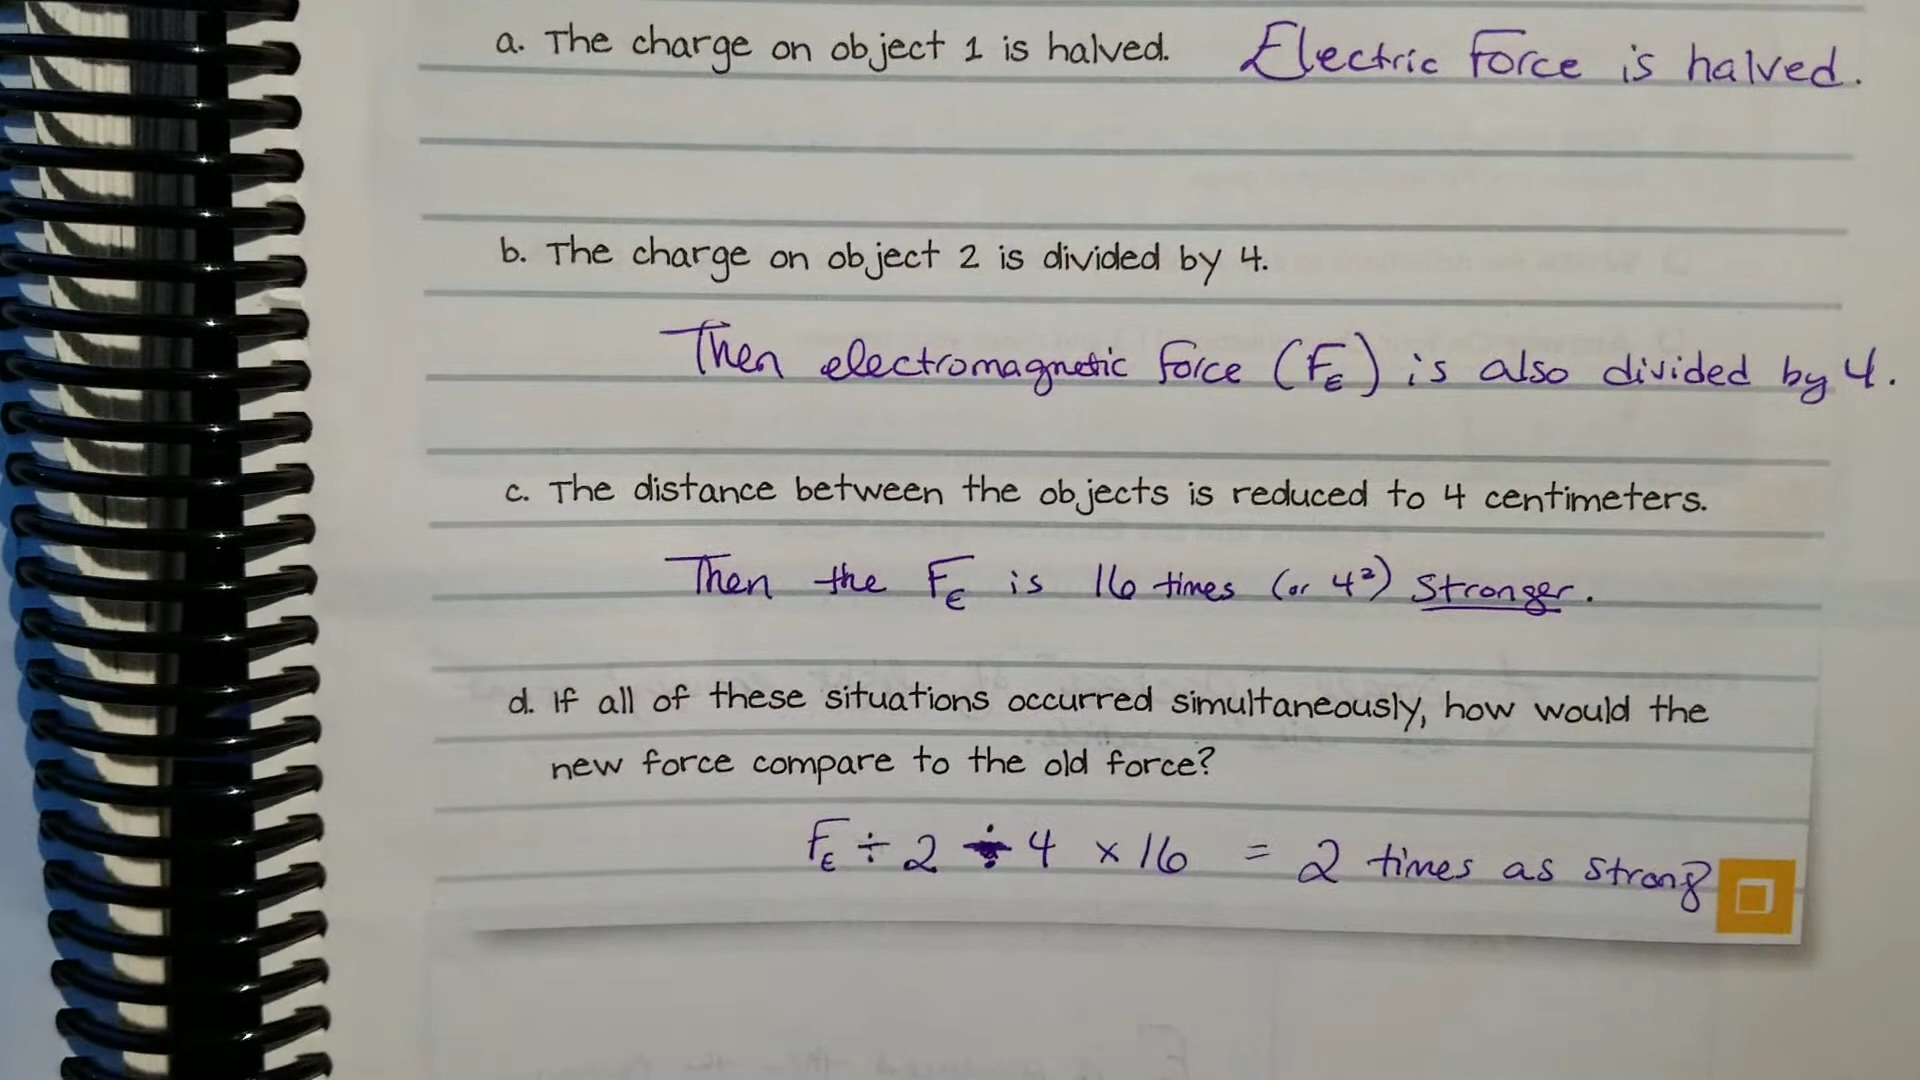 a. The charge on object 1 is halved. Electric Force is halved.
b. The charge on object 2 is divided by 4.
Then electromagnetic force (FE) is also divided by 4.
c. The distance between the objects is reduced to 4 centimeters.
Then the FE is 16 times (or 4²) stronger.
d. If all of these situations occurred simultaneously, how would the
new force compare to the old force?
FE ÷ 2 ÷ 4 × 16 = 2 times as strong